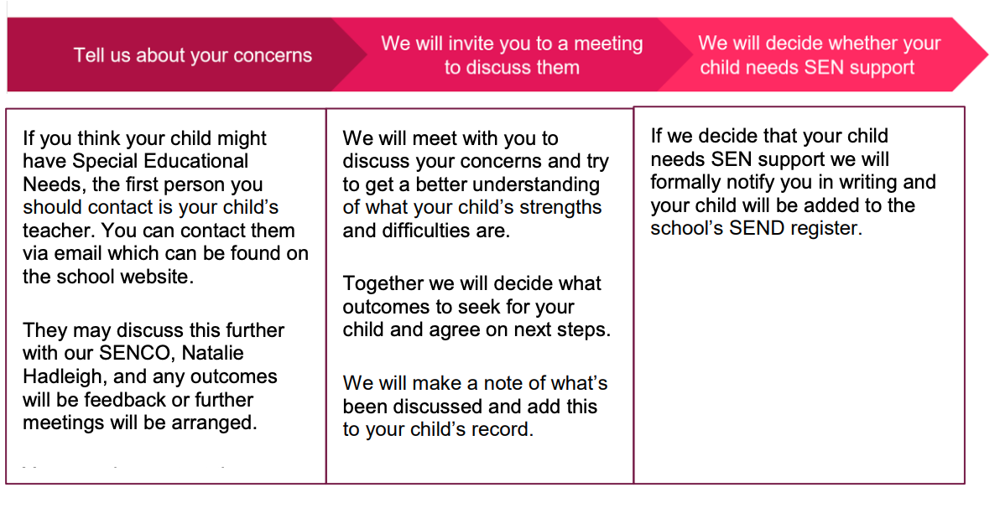 Tell us about your concerns
We will invite you to a meeting
to discuss them
We will decide whether your
child needs SEN support
If you think your child might
have Special Educational
Needs, the first person you
should contact is your child’s
teacher. You can contact them
via email which can be found on
the school website.
They may discuss this further
with our SENCO, Natalie
Hadleigh, and any outcomes
will be feedback or further
meetings will be arranged.
We will meet with you to
discuss your concerns and try
to get a better understanding
of what your child’s strengths
and difficulties are.
Together we will decide what
outcomes to seek for your
child and agree on next steps.
We will make a note of what’s
been discussed and add this
to your child’s record.
If we decide that your child
needs SEN support we will
formally notify you in writing and
your child will be added to the
school’s SEND register.